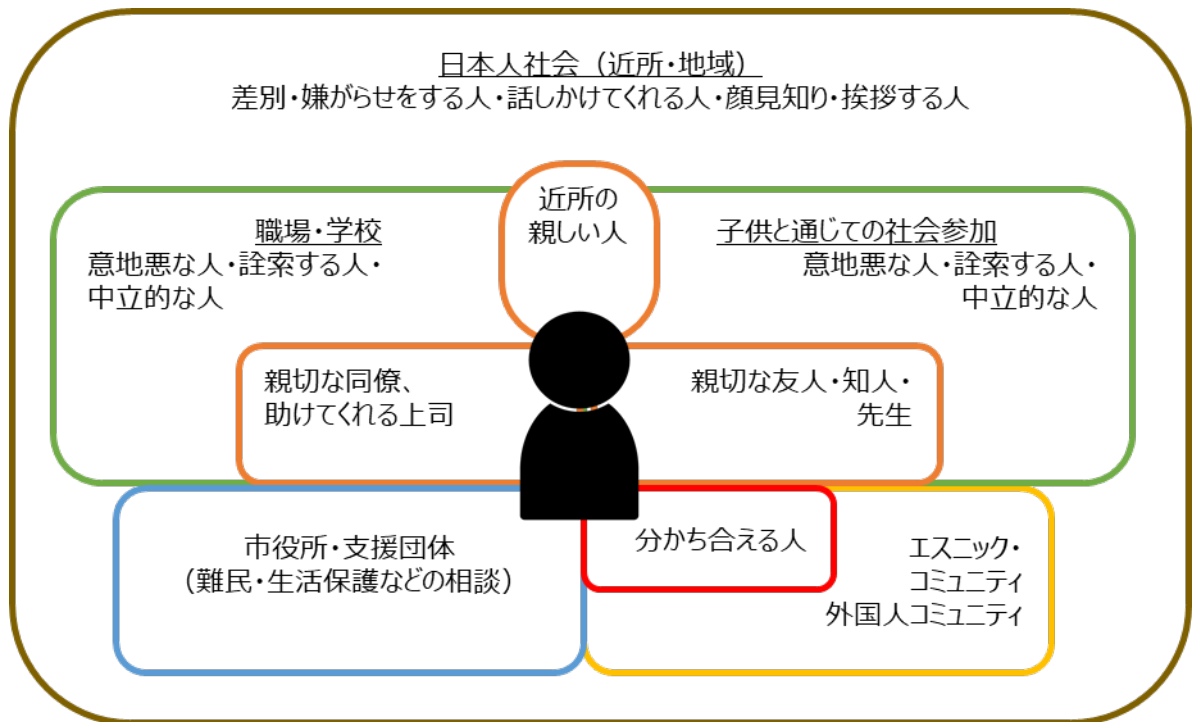 日本人社会（近所・地域）
差別・嫌がらせをする人・話しかけてくれる人・顔見知り・挨拶する人
近所の
親しい人
職場・学校
意地悪な人・詮索する人・
中立的な人
子供と通じての社会参加
意地悪な人・詮索する人・
中立的な人
親切な同僚、
助けてくれる上司
親切な友人・知人・
先生
市役所・支援団体
（難民・生活保護などの相談）
分かち合える人
エスニック・
コミュニティ
外国人コミュニティ